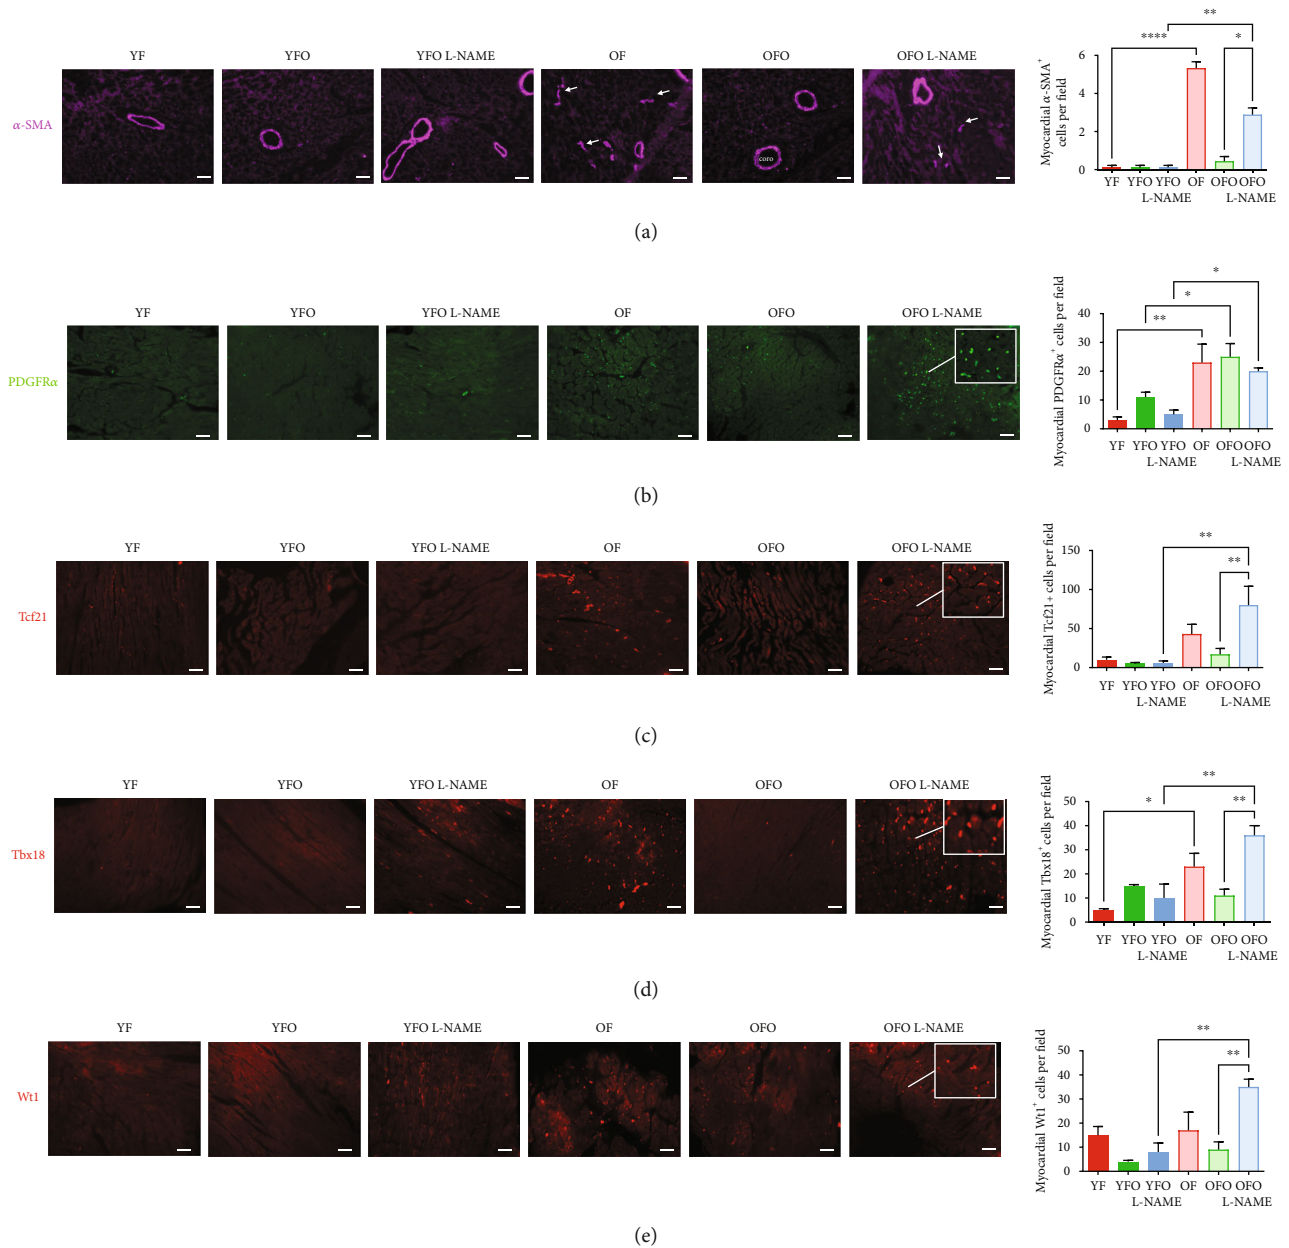 YF YFO YFO L-NAME OF OFO OFO L-NAME
α-SMA
coro
**
****
*
Myocardial α-SMA+
cells per field
6
4
2
0
YF YFO YFO OF OFO OFO
L-NAME L-NAME
(a)
YF YFO YFO L-NAME OF OFO OFO L-NAME
PDGFRα
*
*
**
Myocardial PDGFRα+ cells per field
40
30
20
10
0
YF YFO YFO OF OFO OFO
L-NAME L-NAME
(b)
YF YFO YFO L-NAME OF OFO OFO L-NAME
Tcf21
**
**
Myocardial Tcf21+ cells per field
150
100
50
0
YF YFO YFO OF OFO OFO
L-NAME L-NAME
(c)
YF YFO YFO L-NAME OF OFO OFO L-NAME
Tbx18
**
*
**
Myocardial Tbx18+ cells per field
50
40
30
20
10
0
YF YFO YFO OF OFO OFO
L-NAME L-NAME
(d)
YF YFO YFO L-NAME OF OFO OFO L-NAME
Wt1
**
**
Myocardial Wt1+ cells per field
50
40
30
20
10
0
YF YFO YFO OF OFO OFO
L-NAME L-NAME
(e)